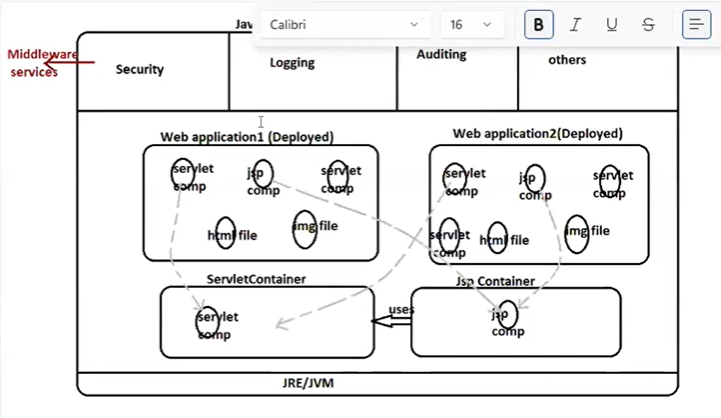 Jav
Calibri
16
B I U S
Middleware
services
Security
Logging
Auditing
others
Web application1 (Deployed)
servlet
comp
jsp
comp
servlet
comp
html file
img file
Web application2(Deployed)
servlet
comp
jsp
comp
servlet
comp
servlet
comp
html file
img file
ServletContainer
servlet
comp
uses
Jsp Container
jsp
comp
JRE/JVM